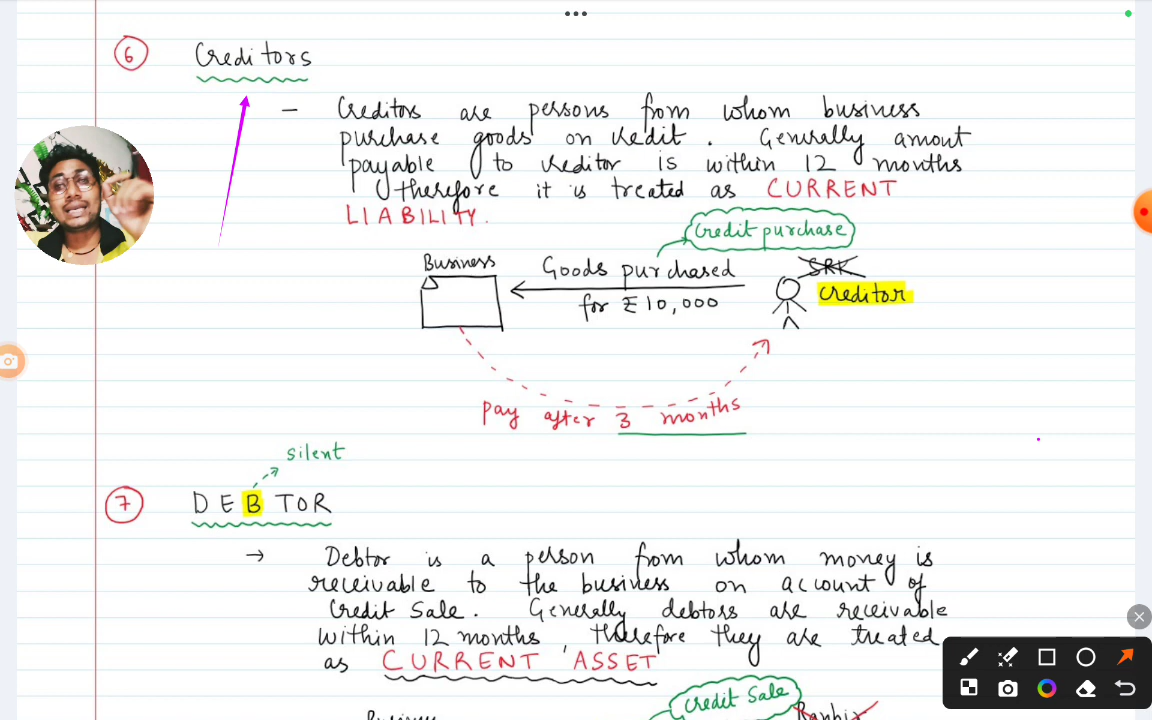 6 Creditors
- Creditors are persons from whom business
purchase goods on credit. Generally amount
payable to creditor is within 12 months
therefore it is treated as CURRENT
LIABILITY.
Credit purchase
Business Goods purchased SRK
for ₹ 10,000 creditor
Pay after 3 months
silent
7 DEBTOR
→ Debtor is a person from whom money is
receivable to the business on account of
Credit Sale. Generally debtors are receivable
within 12 months, therefore they are treated
as CURRENT ASSET
Credit Sale
Business Ranbir